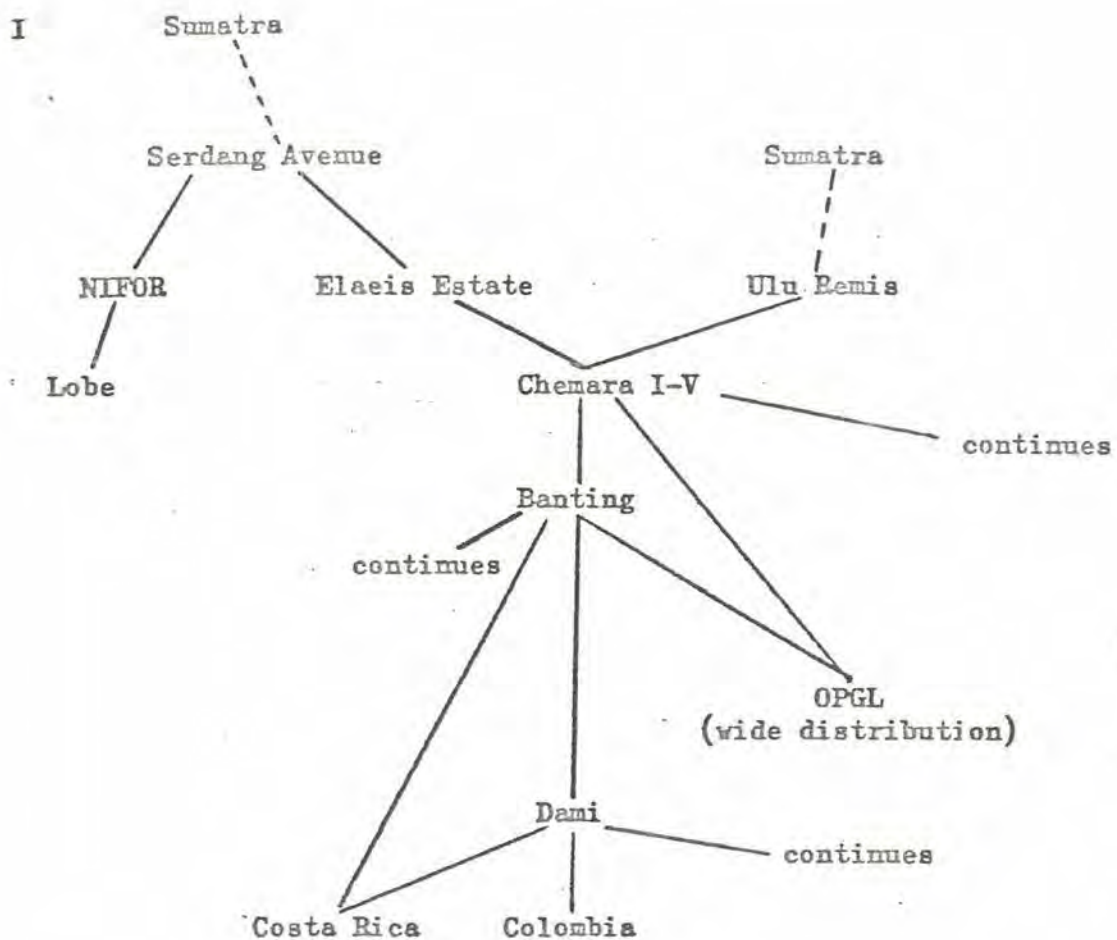 I
Sumatra
Serdang Avenue
Sumatra
NIFOR
Elaeis Estate
Ulu Remis
Lobe
Chemara I-V
continues
Banting
continues
OPGL
(wide distribution)
Dami
continues
Costa Rica
Colombia